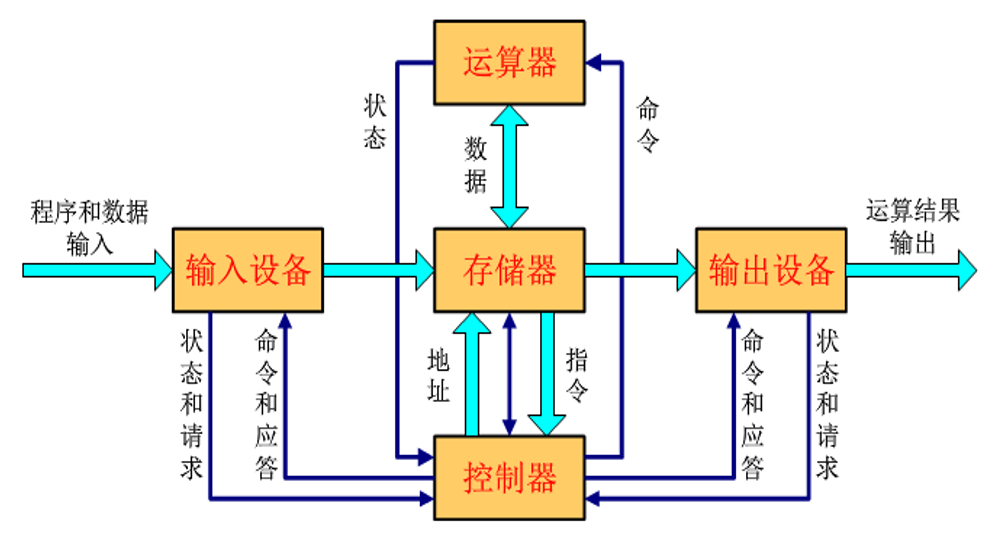 运算器
状态
命令
数据
程序和数据
输入
运算结果
输出
输入设备
存储器
输出设备
状态和请求
命令和应答
地址
指令
命令和应答
状态和请求
控制器